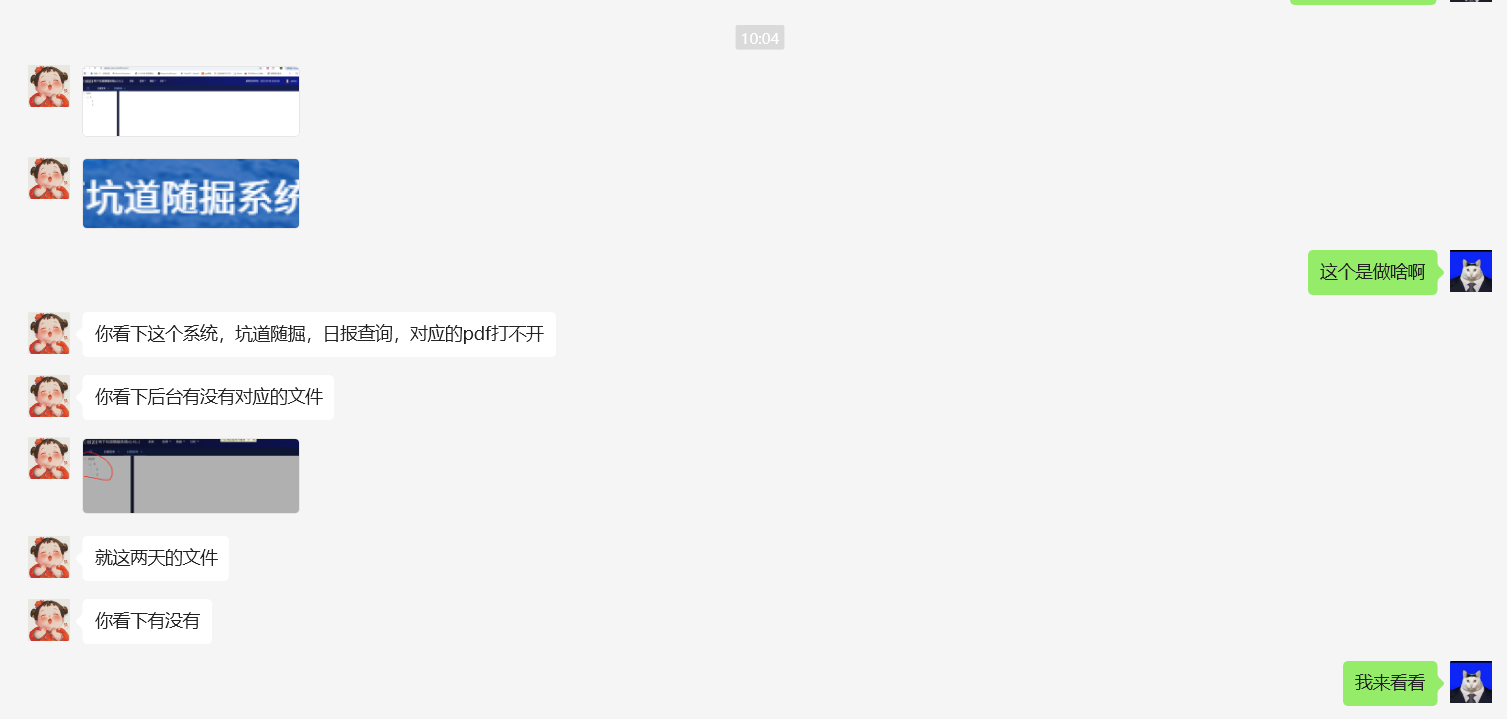 10:04
坑道随掘系统
这个是做啥啊
你看下这个系统，坑道随掘，日报查询，对应的pdf打不开
你看下后台有没有对应的文件
就这两天的文件
你看下有没有
我来看看